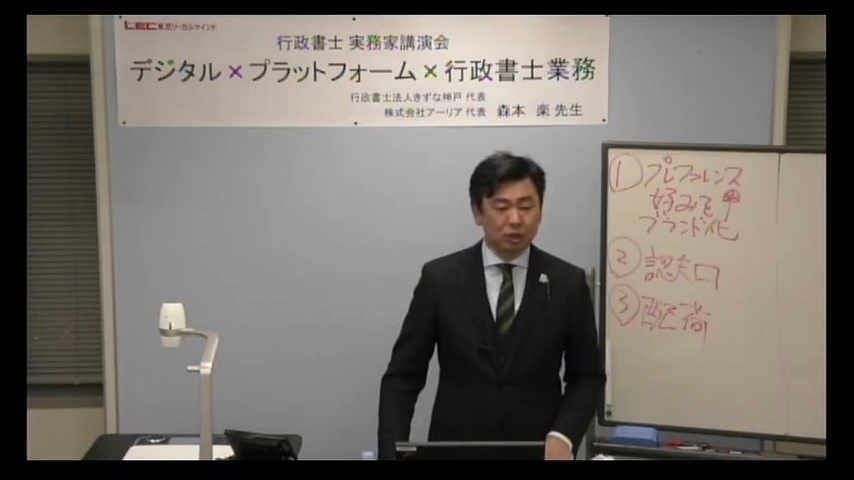 LEC東京リーガルマインド
行政書士 実務家講演会
デジタル×プラットフォーム×行政書士業務
行政書士法人きずな神戸 代表
株式会社アーリア 代表 森本 楽 先生
① プレファレンス
好みを
ブランド化
② 認知
③ 配荷